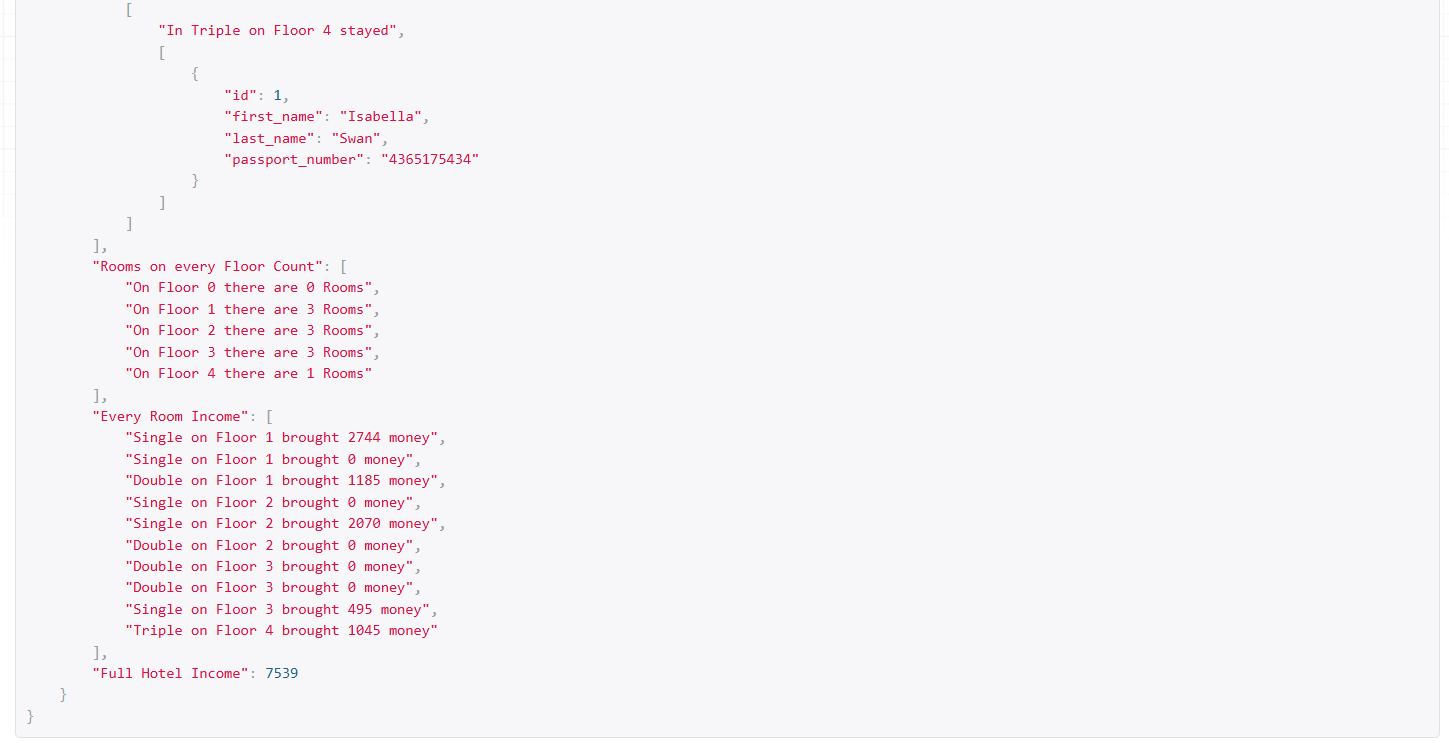 [
"In Triple on Floor 4 stayed",
[
{
"id": 1,
"first_name": "Isabella",
"last_name": "Swan",
"passport_number": "4365175434"
}
]
]
],
"Rooms on every Floor Count": [
"On Floor 0 there are 0 Rooms",
"On Floor 1 there are 3 Rooms",
"On Floor 2 there are 3 Rooms",
"On Floor 3 there are 3 Rooms",
"On Floor 4 there are 1 Rooms"
],
"Every Room Income": [
"Single on Floor 1 brought 2744 money",
"Single on Floor 1 brought 0 money",
"Double on Floor 1 brought 1185 money",
"Single on Floor 2 brought 0 money",
"Single on Floor 2 brought 2070 money",
"Double on Floor 2 brought 0 money",
"Double on Floor 3 brought 0 money",
"Double on Floor 3 brought 0 money",
"Single on Floor 3 brought 495 money",
"Triple on Floor 4 brought 1045 money"
],
"Full Hotel Income": 7539
}
}